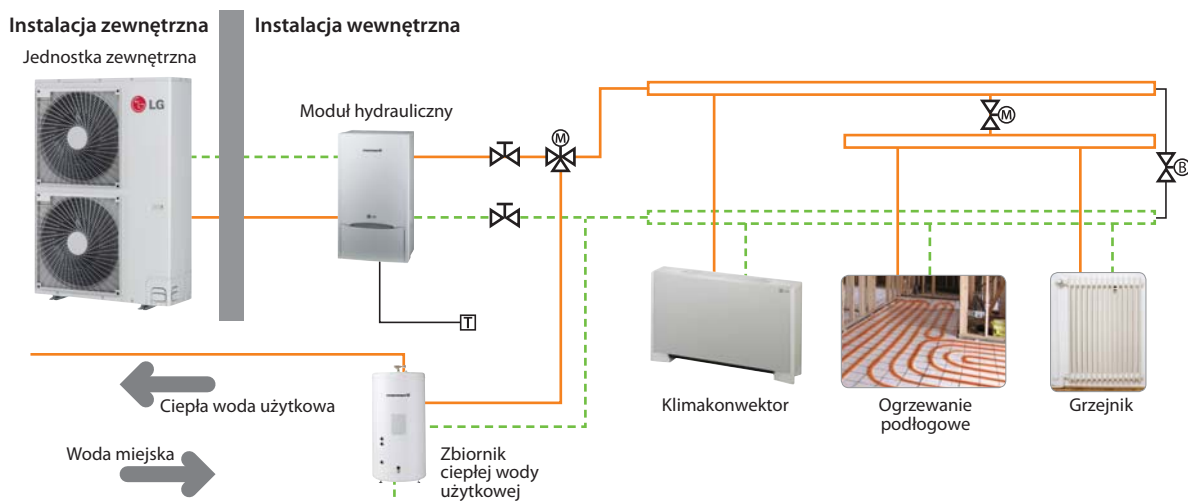 Instalacja zewnętrzna
Instalacja wewnętrzna
Jednostka zewnętrzna
LG
Moduł hydrauliczny
M
M
B
T
Ciepła woda użytkowa
Woda miejska
Zbiornik
ciepłej wody
użytkowej
Klimakonwektor
Ogrzewanie
podłogowe
Grzejnik